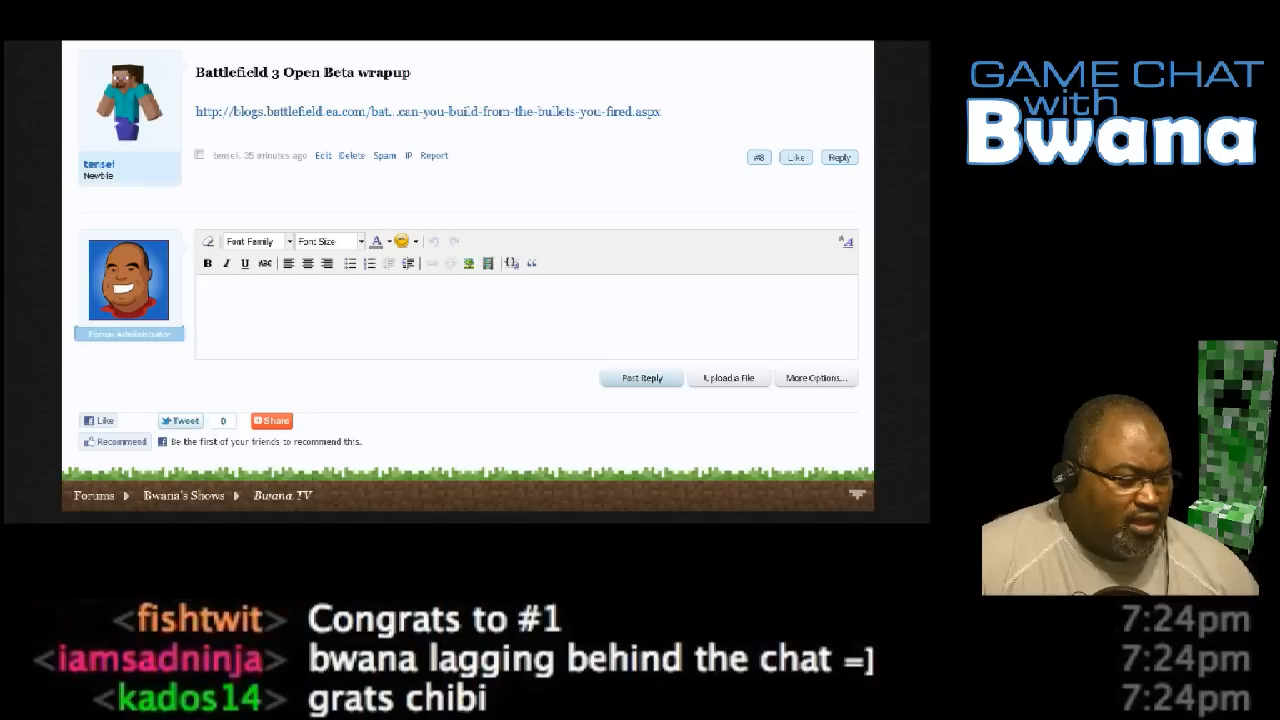 Battlefield 3 Open Beta wrapup
http://blogs.battlefield.ea.com/bat...can-you-build-from-the-bullets-you-fired.aspx
tensei
Newbie
tensei, 35 minutes ago Edit Delete Spam IP Report
#8 Like Reply
Font Family Font Size A
B I U ABC
Forum Administrator
Post Reply Upload a File More Options...
Like Tweet 0 Share
Recommend Be the first of your friends to recommend this.
Forums Bwana's Shows Bwana TV
GAME CHAT
with
Bwana
<fishtwit> Congrats to #1 7:24pm
<iamsadninja> bwana lagging behind the chat =] 7:24pm
<kados14> grats chibi 7:24pm